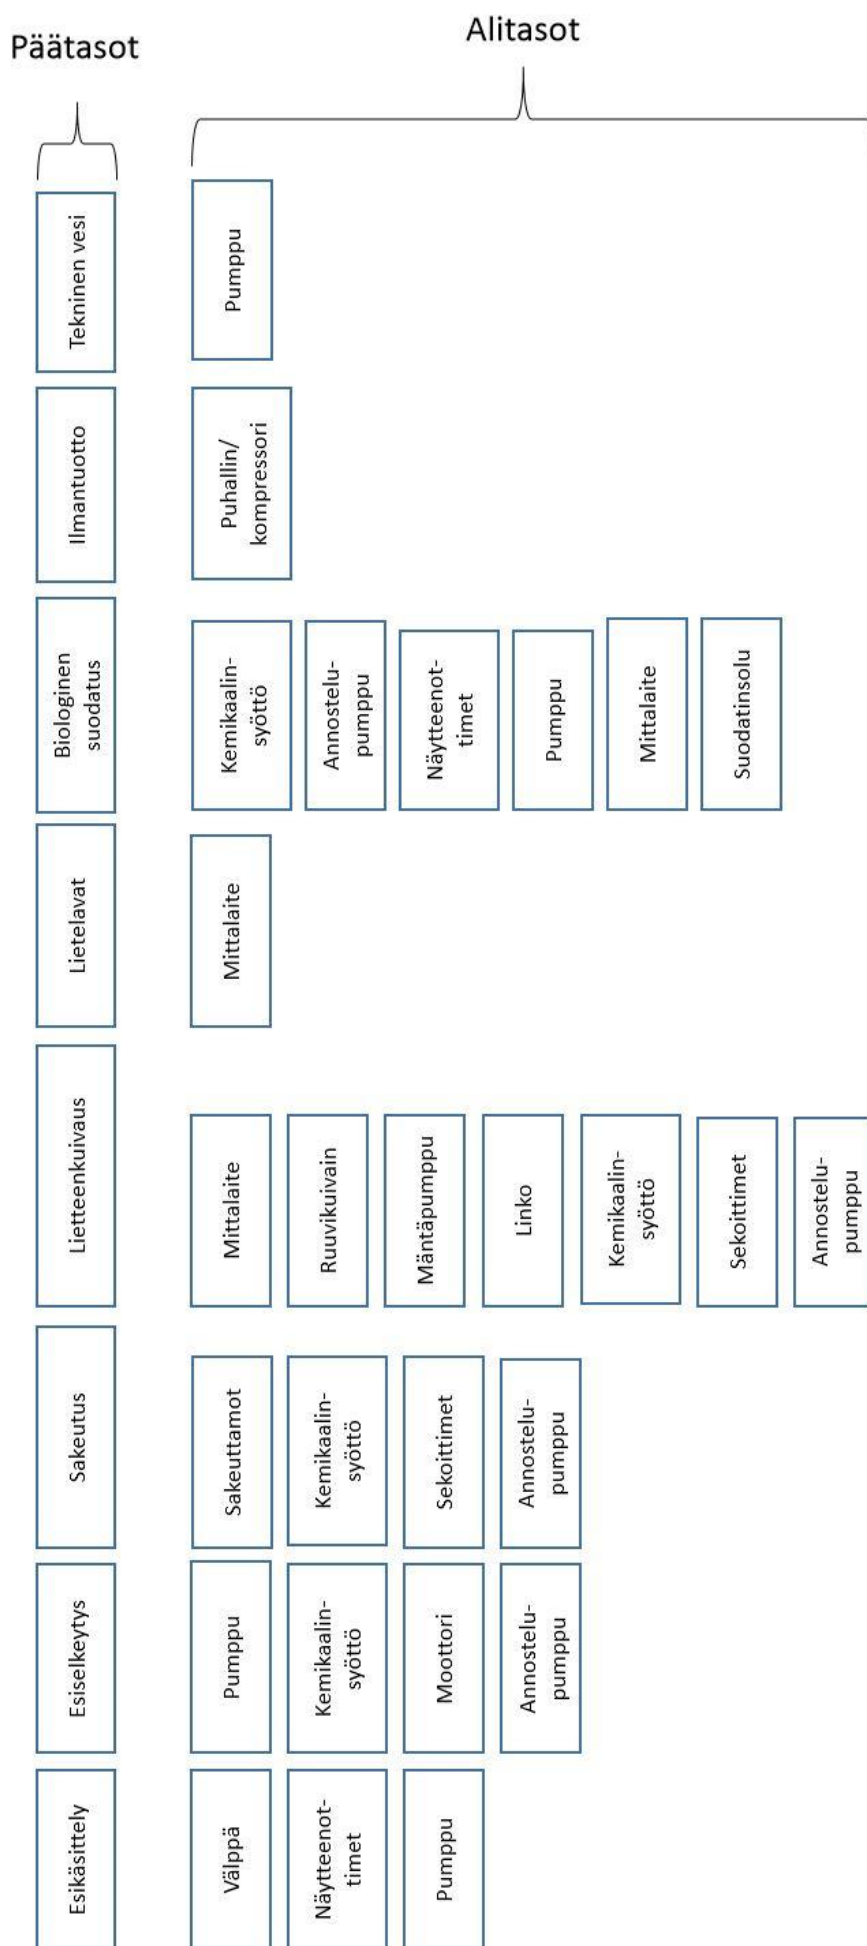 Päätasot
Alitasot
Tekninen vesi
Pumppu
Ilmantuotto
Puhallin/
kompressori
Biologinen
suodatus
Kemikaalin-
syöttö
Annostelu-
pumppu
Näytteenot-
timet
Pumppu
Mittalaite
Suodatinsolu
Lietelavat
Mittalaite
Lietteenkuivaus
Mittalaite
Ruuvikuivain
Mäntäpumppu
Linko
Kemikaalin-
syöttö
Sekoittimet
Annostelu-
pumppu
Sakeutus
Sakeuttamot
Kemikaalin-
syöttö
Sekoittimet
Annostelu-
pumppu
Esiselkeytys
Pumppu
Kemikaalin-
syöttö
Moottori
Annostelu-
pumppu
Esikäsittely
Välppä
Näytteenot-
timet
Pumppu